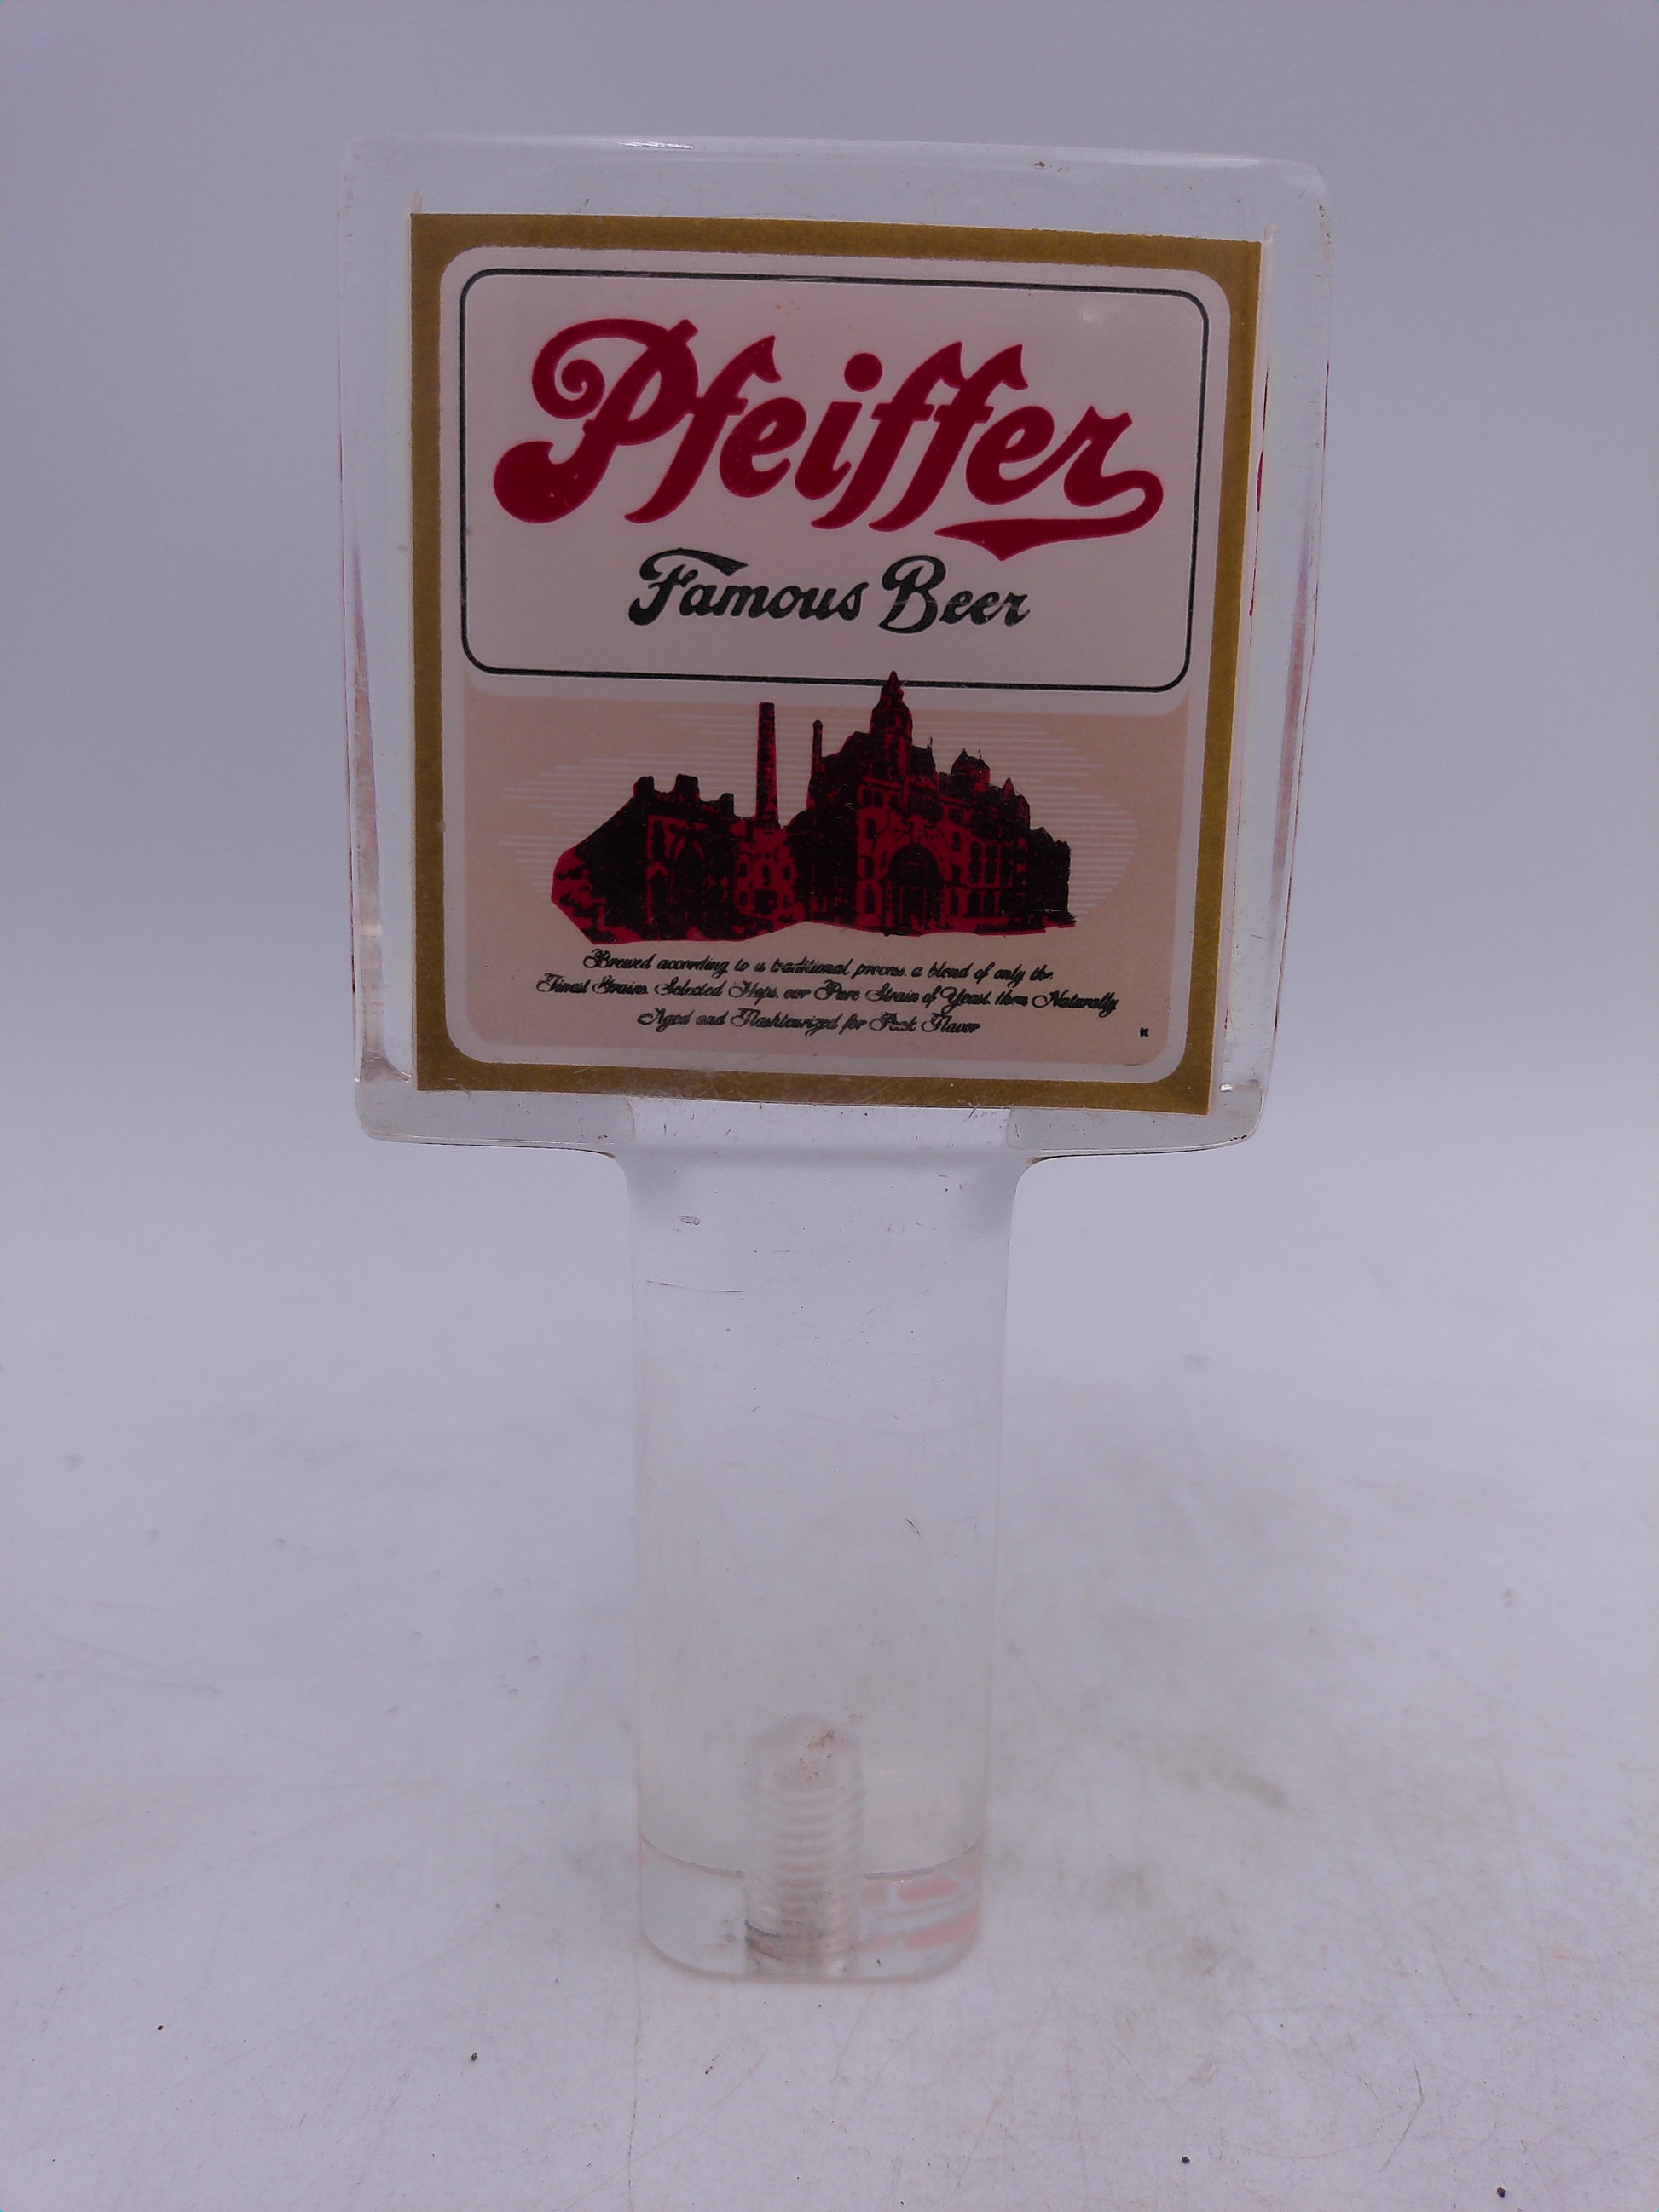 Pfeiffer
Famous Beer
Brewed according to a traditional process, a blend of only the
Finest Grains, Selected Hops, our Pure Strain of Yeast, then Naturally
Aged and Flashteurized for Peak Flavor
K